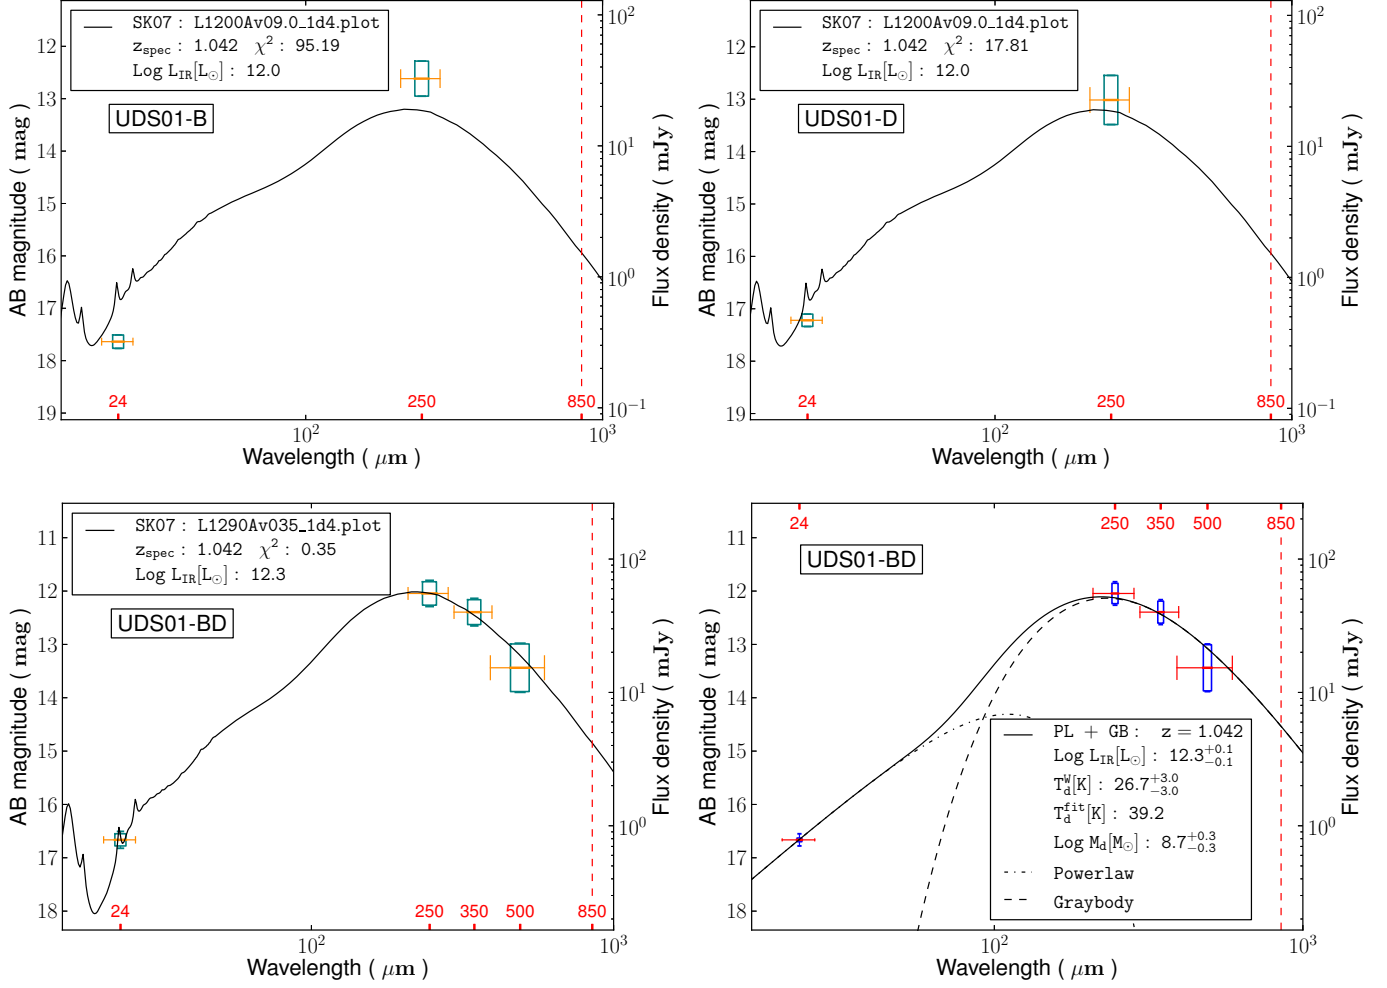 SK07 : L1200Av09.0_1d4.plot
z_spec : 1.042 χ² : 95.19
Log L_IR[L_⊙] : 12.0
UDS01-B
AB magnitude ( mag )
12
13
14
15
16
17
18
19
10²
10¹
10⁰
10⁻¹
Flux density ( mJy )
24
250
850
10²
10³
Wavelength ( μm )
SK07 : L1200Av09.0_1d4.plot
z_spec : 1.042 χ² : 17.81
Log L_IR[L_⊙] : 12.0
UDS01-D
AB magnitude ( mag )
12
13
14
15
16
17
18
19
10²
10¹
10⁰
10⁻¹
Flux density ( mJy )
24
250
850
10²
10³
Wavelength ( μm )
SK07 : L1290Av035_1d4.plot
z_spec : 1.042 χ² : 0.35
Log L_IR[L_⊙] : 12.3
UDS01-BD
AB magnitude ( mag )
11
12
13
14
15
16
17
18
10²
10¹
10⁰
Flux density ( mJy )
24
250
350
500
850
10²
10³
Wavelength ( μm )
24
250
350
500
850
UDS01-BD
AB magnitude ( mag )
11
12
13
14
15
16
17
18
10²
10¹
10⁰
Flux density ( mJy )
PL + GB : z = 1.042
Log L_IR[L_⊙] : 12.3^{+0.1}_{-0.1}
T_d^W[K] : 26.7^{+3.0}_{-3.0}
T_d^fit[K] : 39.2
Log M_d[M_⊙] : 8.7^{+0.3}_{-0.3}
Powerlaw
Graybody
10²
10³
Wavelength ( μm )